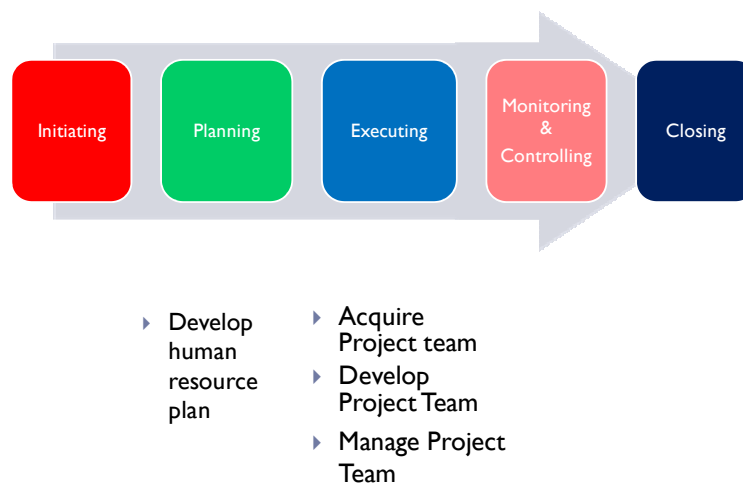 Initiating
Planning
Executing
Monitoring
&
Controlling
Closing
Develop
human
resource
plan
Acquire
Project team
Develop
Project Team
Manage Project
Team